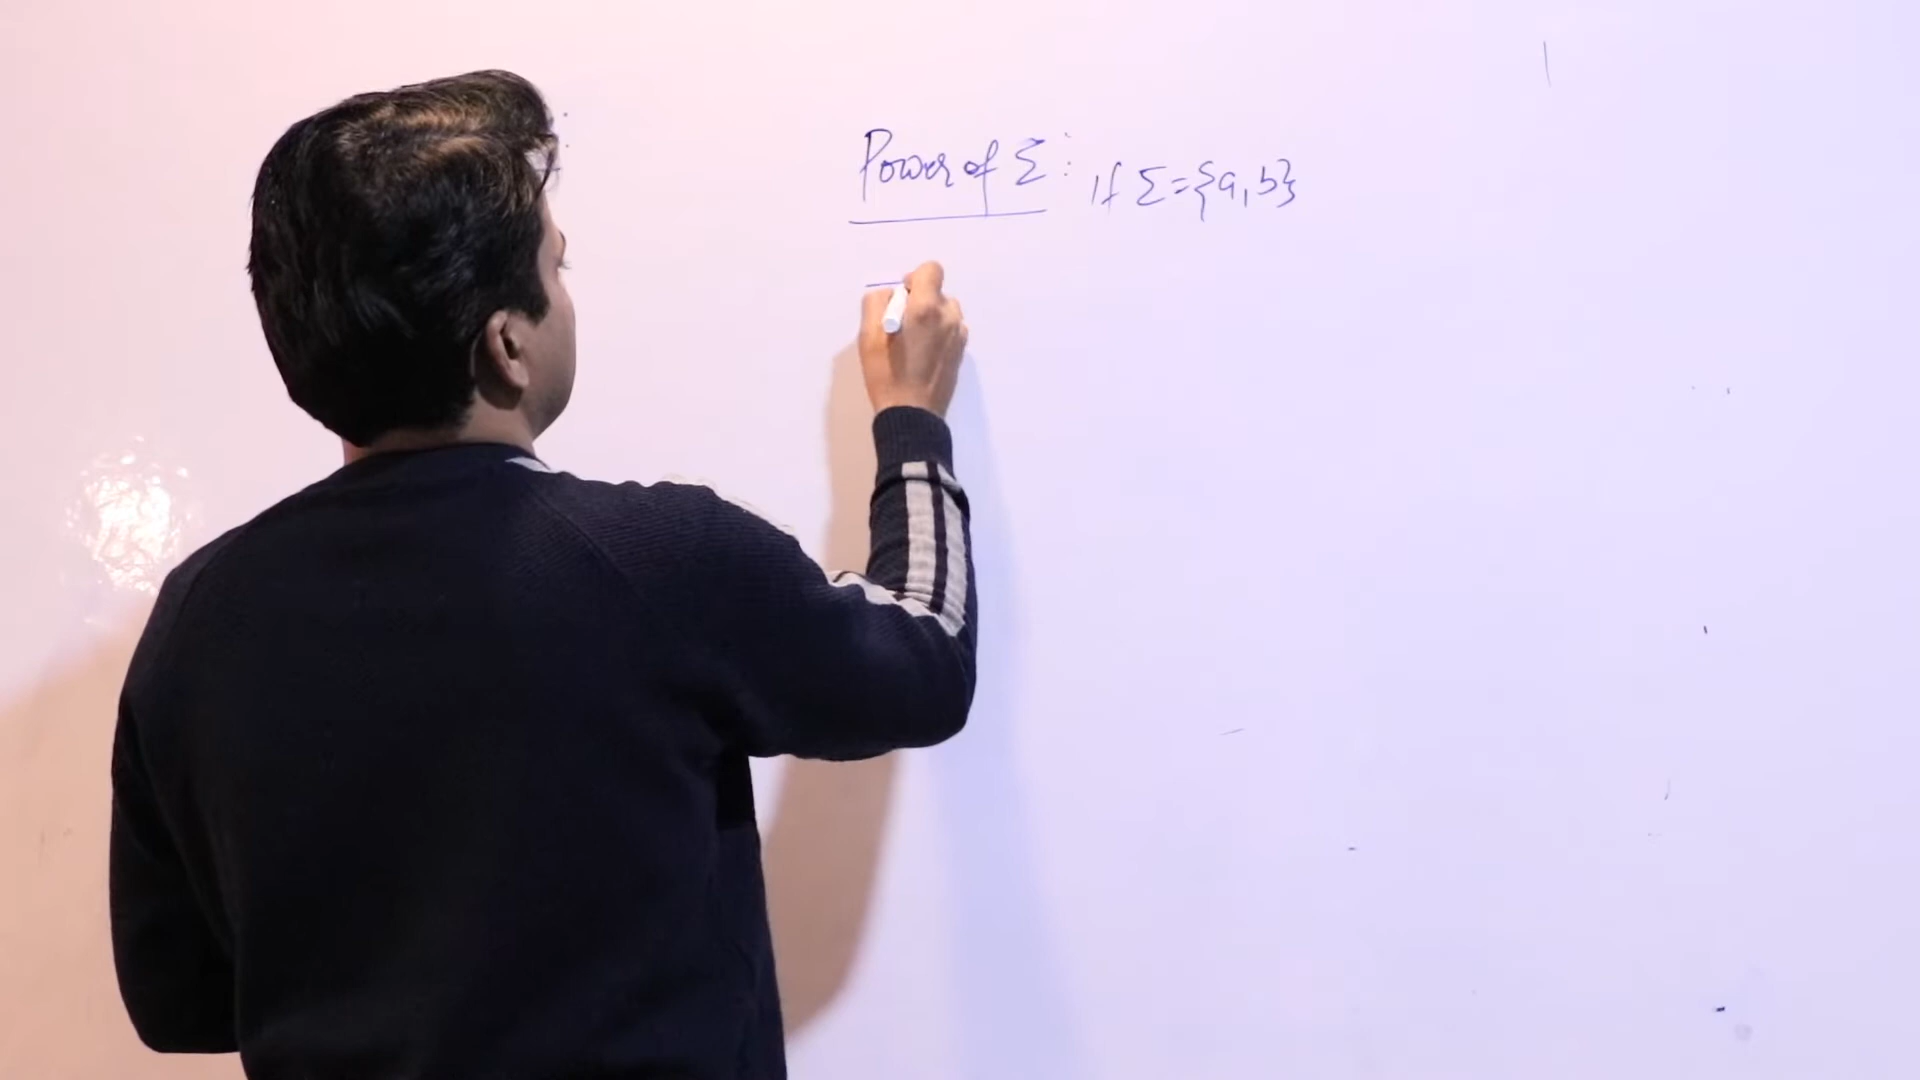 Power of Σ : if Σ={a,b}